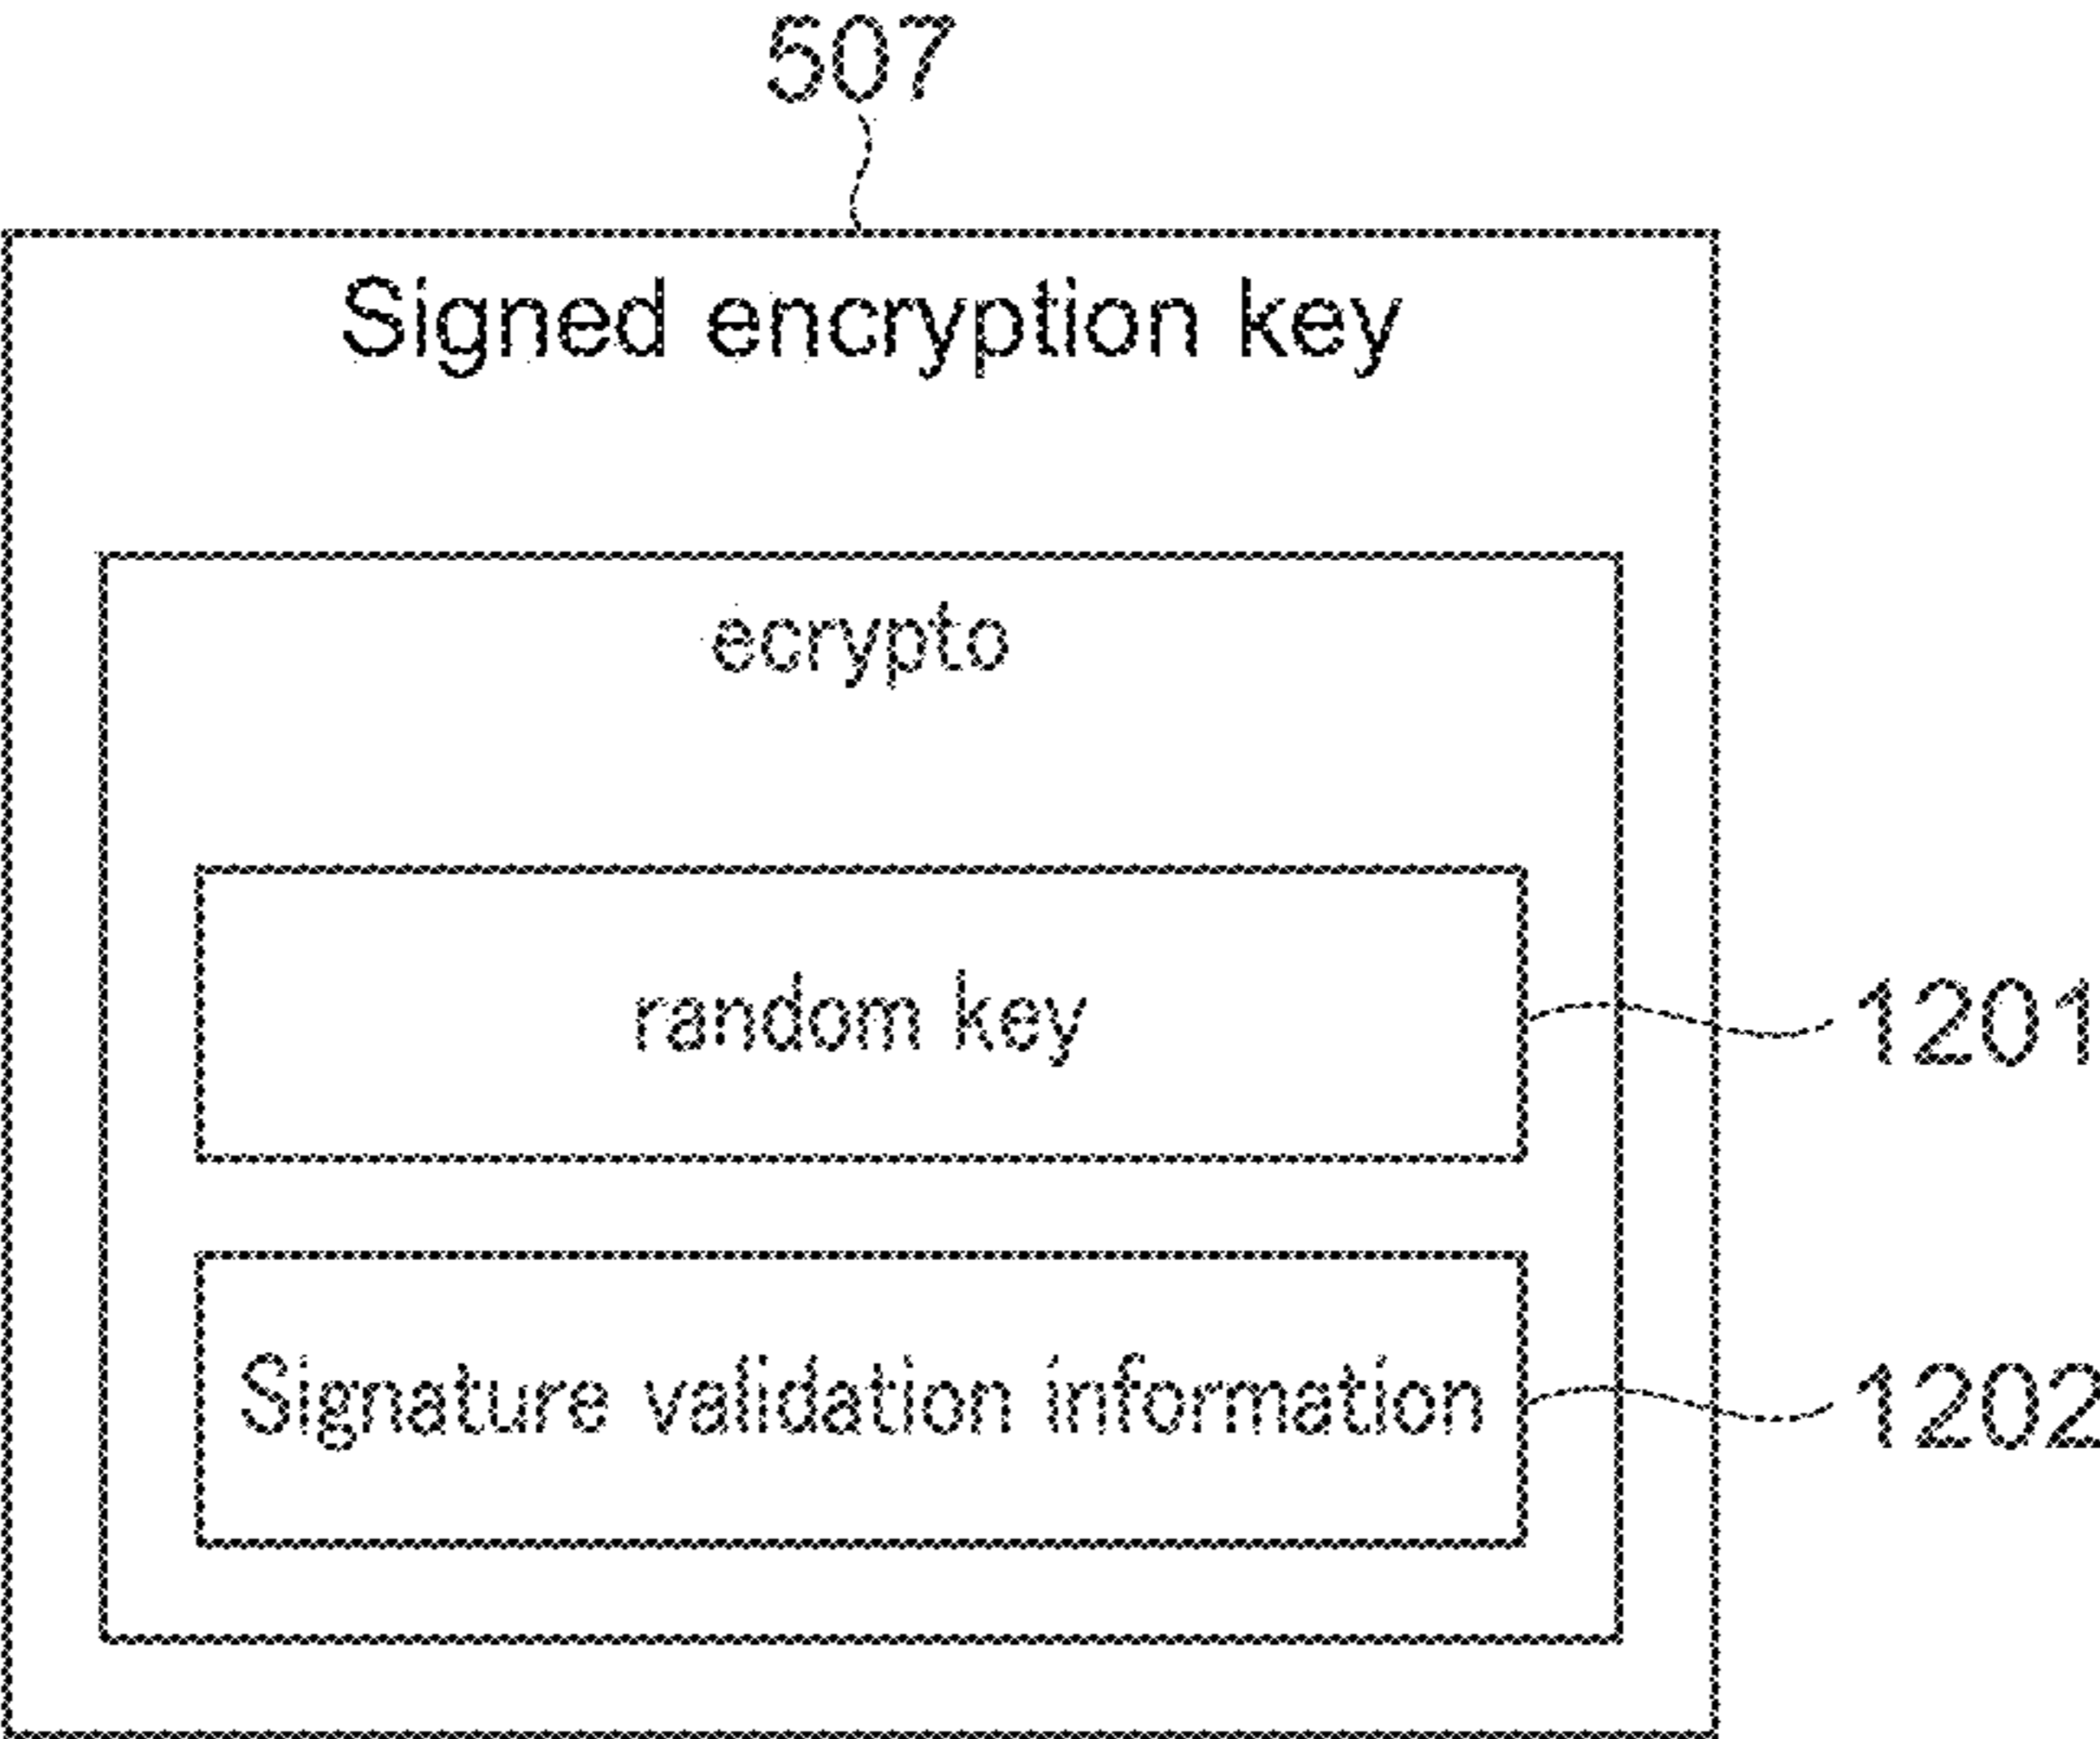 507
Signed encryption key
ecrypto
random key
1201
Signature validation information
1202